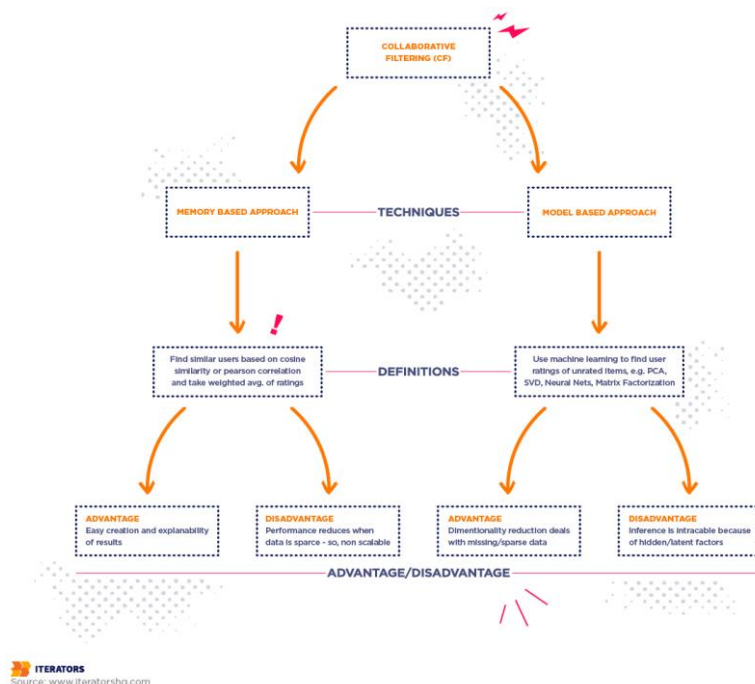 COLLABORATIVE
FILTERING (CF)
MEMORY BASED APPROACH
TECHNIQUES
MODEL BASED APPROACH
Find similar users based on cosine
similarity or pearson correlation
and take weighted avg. of ratings
DEFINITIONS
Use machine learning to find user
ratings of unrated items, e.g. PCA,
SVD, Neural Nets, Matrix Factorization
ADVANTAGE
Easy creation and explanability
of results
DISADVANTAGE
Performance reduces when
data is sparce - so, non scalable
ADVANTAGE
Dimentionality reduction deals
with missing/sparse data
DISADVANTAGE
Inference is intracable because
of hidden/latent factors
ADVANTAGE/DISADVANTAGE
ITERATORS
Source: www.iteratorshq.com